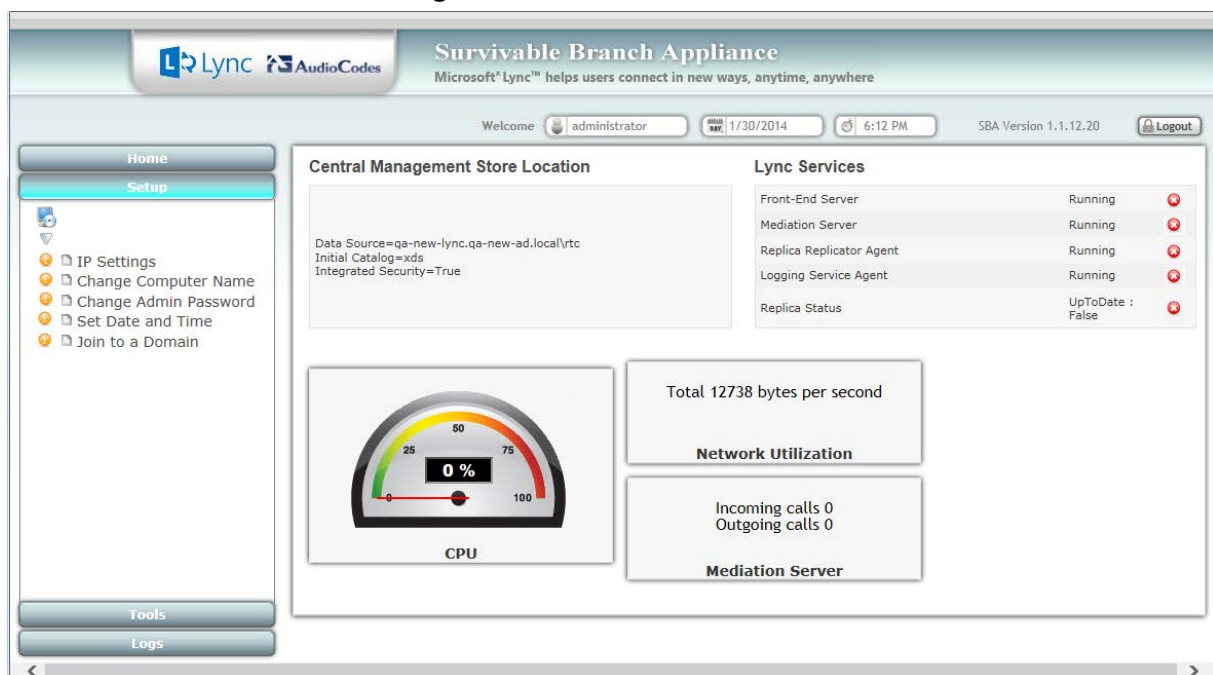 Lync AudioCodes
Survivable Branch Appliance
Microsoft® Lync™ helps users connect in new ways, anytime, anywhere
Welcome administrator 1/30/2014 6:12 PM SBA Version 1.1.12.20 Logout
Home
Setup
IP Settings
Change Computer Name
Change Admin Password
Set Date and Time
Join to a Domain
Tools
Logs
Central Management Store Location
Data Source=qa-new-lync.qa-new-ad.local\rtc
Initial Catalog=xds
Integrated Security=True
Lync Services
Front-End Server Running
Mediation Server Running
Replica Replicator Agent Running
Logging Service Agent Running
Replica Status UpToDate :
False
0 25 50 75 100
0 %
CPU
Total 12738 bytes per second
Network Utilization
Incoming calls 0
Outgoing calls 0
Mediation Server